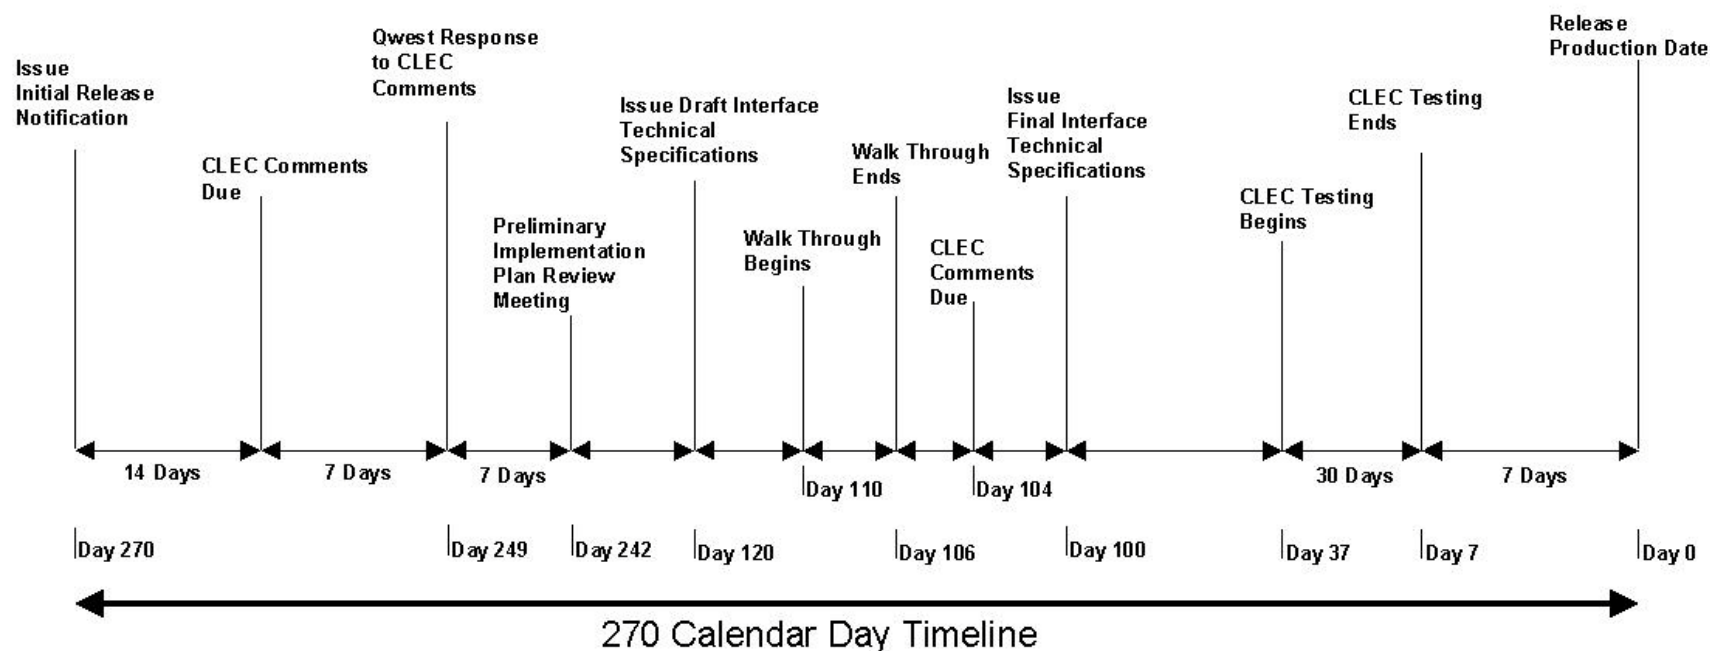 Issue
Initial Release
Notification
CLEC Comments
Due
Qwest Response
to CLEC
Comments
Preliminary
Implementation
Plan Review
Meeting
Issue Draft Interface
Technical
Specifications
Walk Through
Begins
Walk Through
Ends
CLEC
Comments
Due
Issue
Final Interface
Technical
Specifications
CLEC Testing
Begins
CLEC Testing
Ends
Release
Production Date
14 Days
7 Days
7 Days
30 Days
7 Days
Day 110
Day 104
Day 270
Day 249
Day 242
Day 120
Day 106
Day 100
Day 37
Day 7
Day 0
270 Calendar Day Timeline